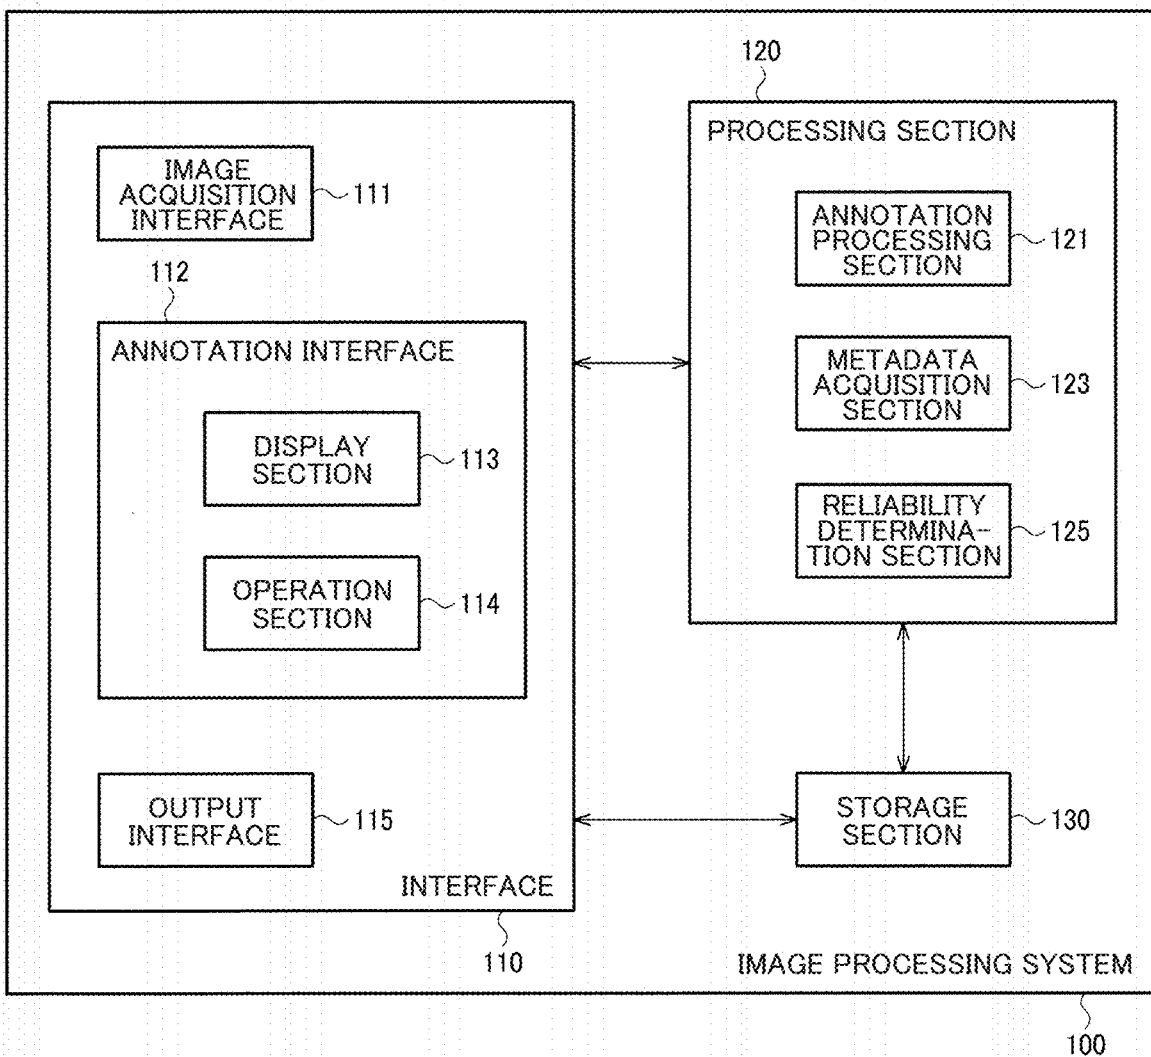 120
PROCESSING SECTION
IMAGE
ACQUISITION
INTERFACE
111
ANNOTATION
PROCESSING
SECTION
121
112
ANNOTATION INTERFACE
METADATA
ACQUISITION
SECTION
123
DISPLAY
SECTION
113
RELIABILITY
DETERMINA-
TION SECTION
125
OPERATION
SECTION
114
OUTPUT
INTERFACE
115
STORAGE
SECTION
130
INTERFACE
110
IMAGE PROCESSING SYSTEM
100